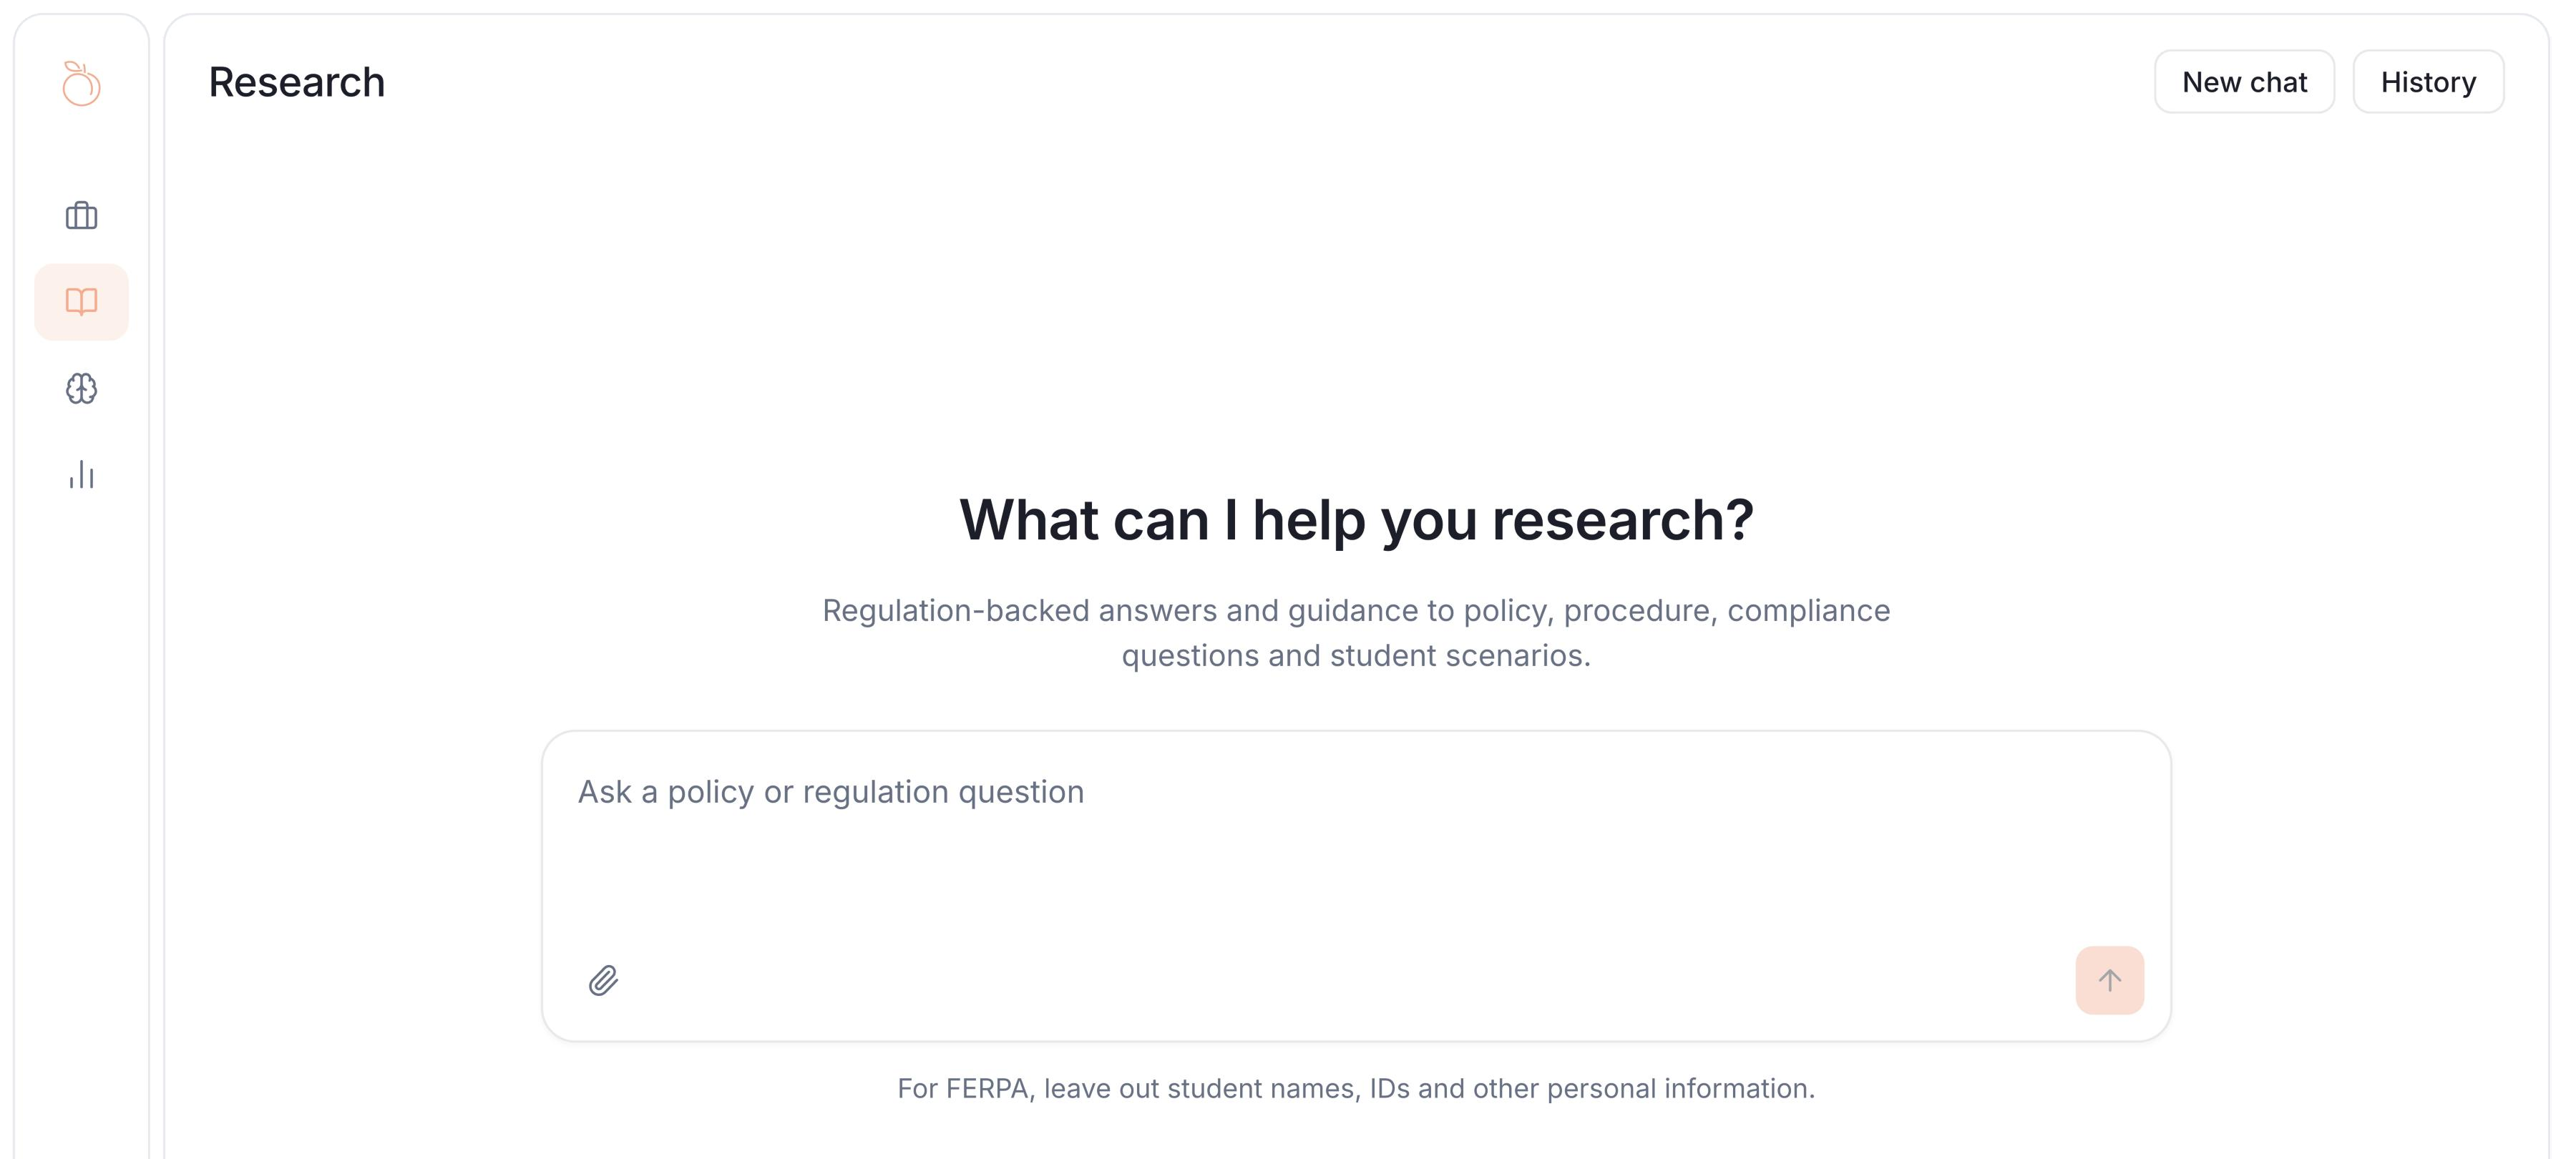 Research
New chat
History
What can I help you research?
Regulation-backed answers and guidance to policy, procedure, compliance
questions and student scenarios.
Ask a policy or regulation question
For FERPA, leave out student names, IDs and other personal information.